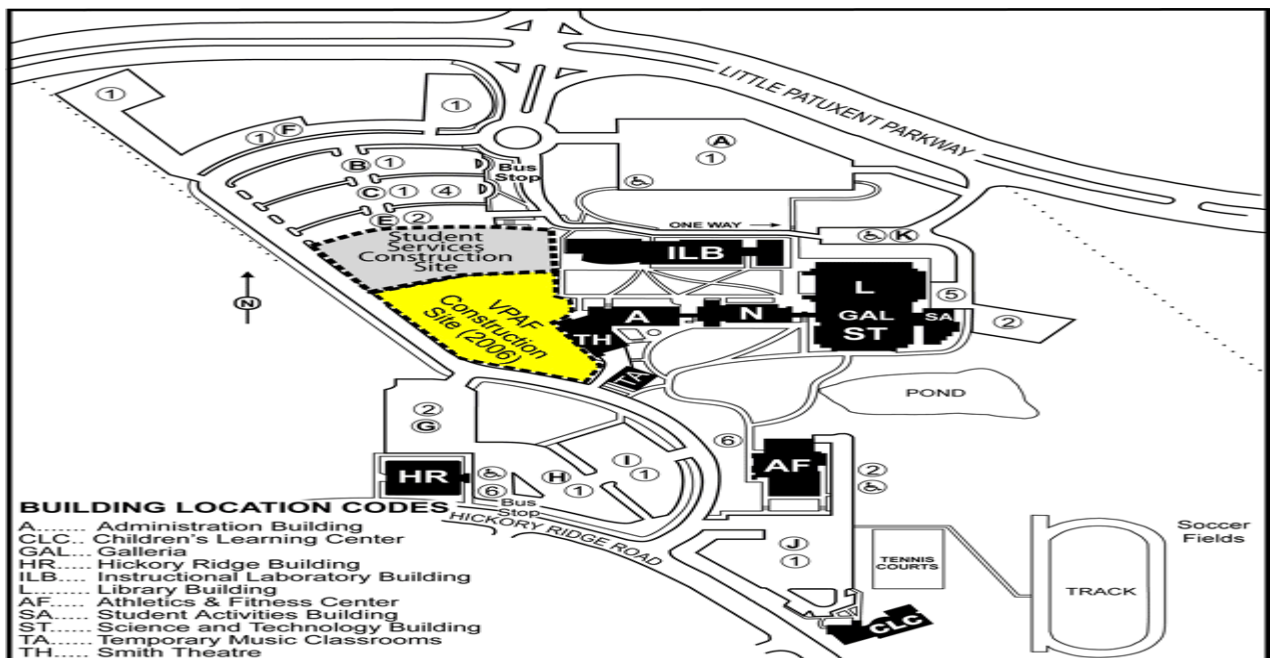 LITTLE PATUXENT PARKWAY
1
1
1 F
A
1
B 1
Bus
Stop
C 1 4
E 2
ONE WAY
K
Student
Services
Construction
Site
ILB
N
VPAF
Construction
Site (2006)
L
5
A
N
GAL
SA
2
ST
TH
TA
POND
2
G
6
I
1
AF
HR
H
6
1
2
Bus
Stop
HICKORY RIDGE ROAD
J
1
TENNIS
COURTS
Soccer
Fields
TRACK
CLC
BUILDING LOCATION CODES
A....... Administration Building
CLC.. Children's Learning Center
GAL... Galleria
HR.... Hickory Ridge Building
ILB.... Instructional Laboratory Building
L....... Library Building
AF..... Athletics & Fitness Center
SA..... Student Activities Building
ST..... Science and Technology Building
TA...... Temporary Music Classrooms
TH..... Smith Theatre